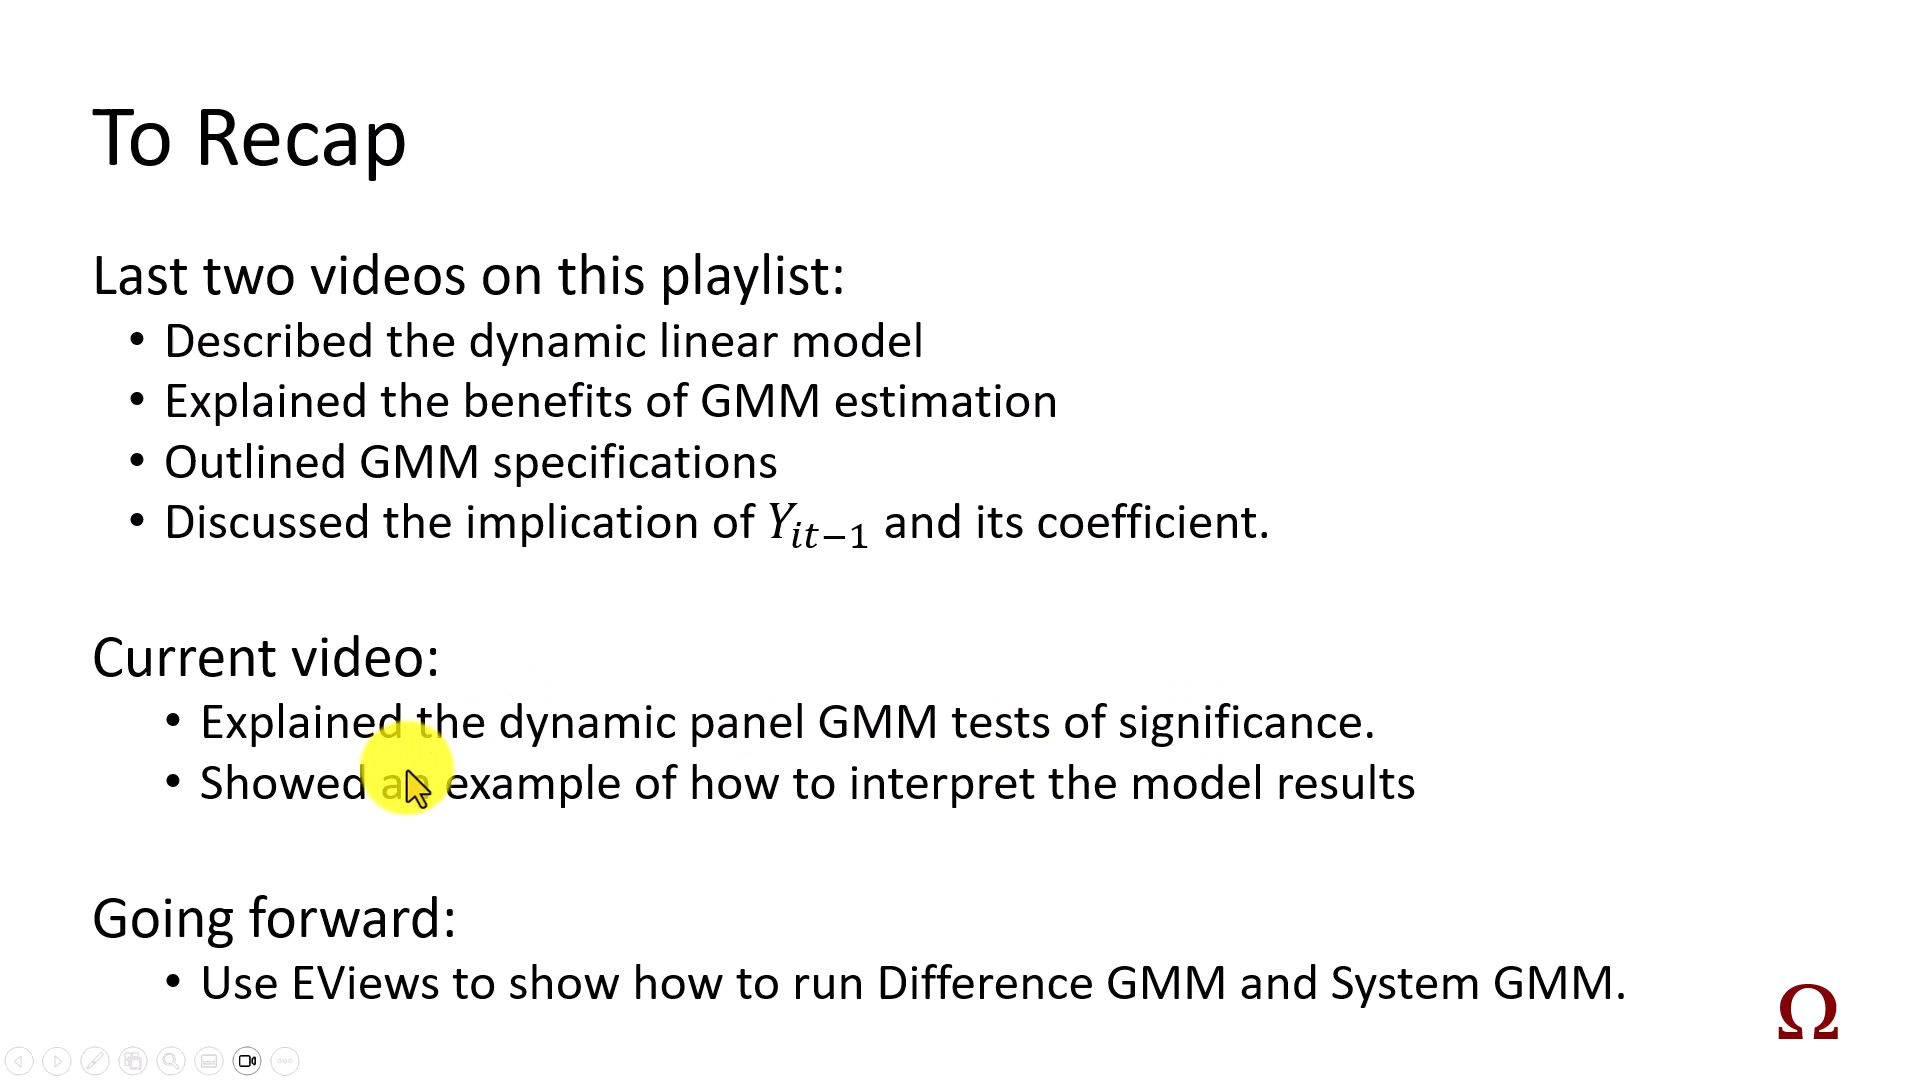 To Recap
Last two videos on this playlist:
• Described the dynamic linear model
• Explained the benefits of GMM estimation
• Outlined GMM specifications
• Discussed the implication of $Y_{it-1}$ and its coefficient.
Current video:
• Explained the dynamic panel GMM tests of significance.
• Showed an example of how to interpret the model results
Going forward:
• Use EViews to show how to run Difference GMM and System GMM.
Ω